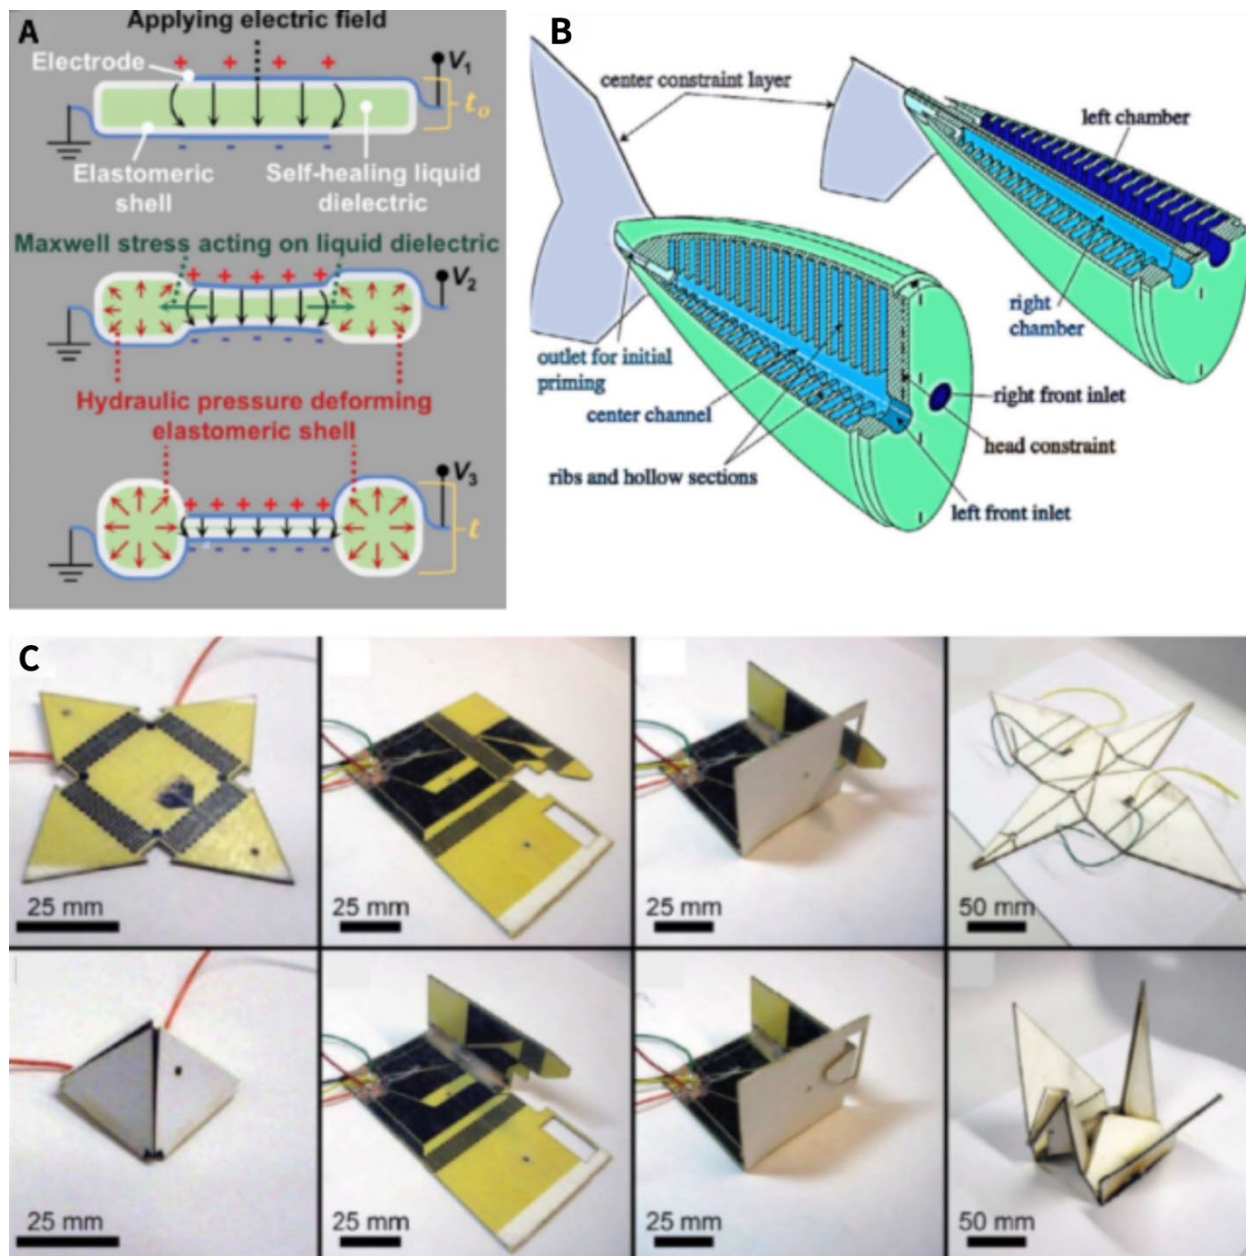 A
Applying electric field
Electrode
+ + + +
V1
to
- - - -
Elastomeric
shell
Self-healing liquid
dielectric
Maxwell stress acting on liquid dielectric
+ + + + +
V2
- - - - -
Hydraulic pressure deforming
elastomeric shell
V3
+ + + + + +
t
B
center constraint layer
left chamber
right
chamber
outlet for initial
priming
center channel
ribs and hollow sections
right front inlet
head constraint
left front inlet
C
25 mm
25 mm
25 mm
50 mm
25 mm
25 mm
25 mm
50 mm